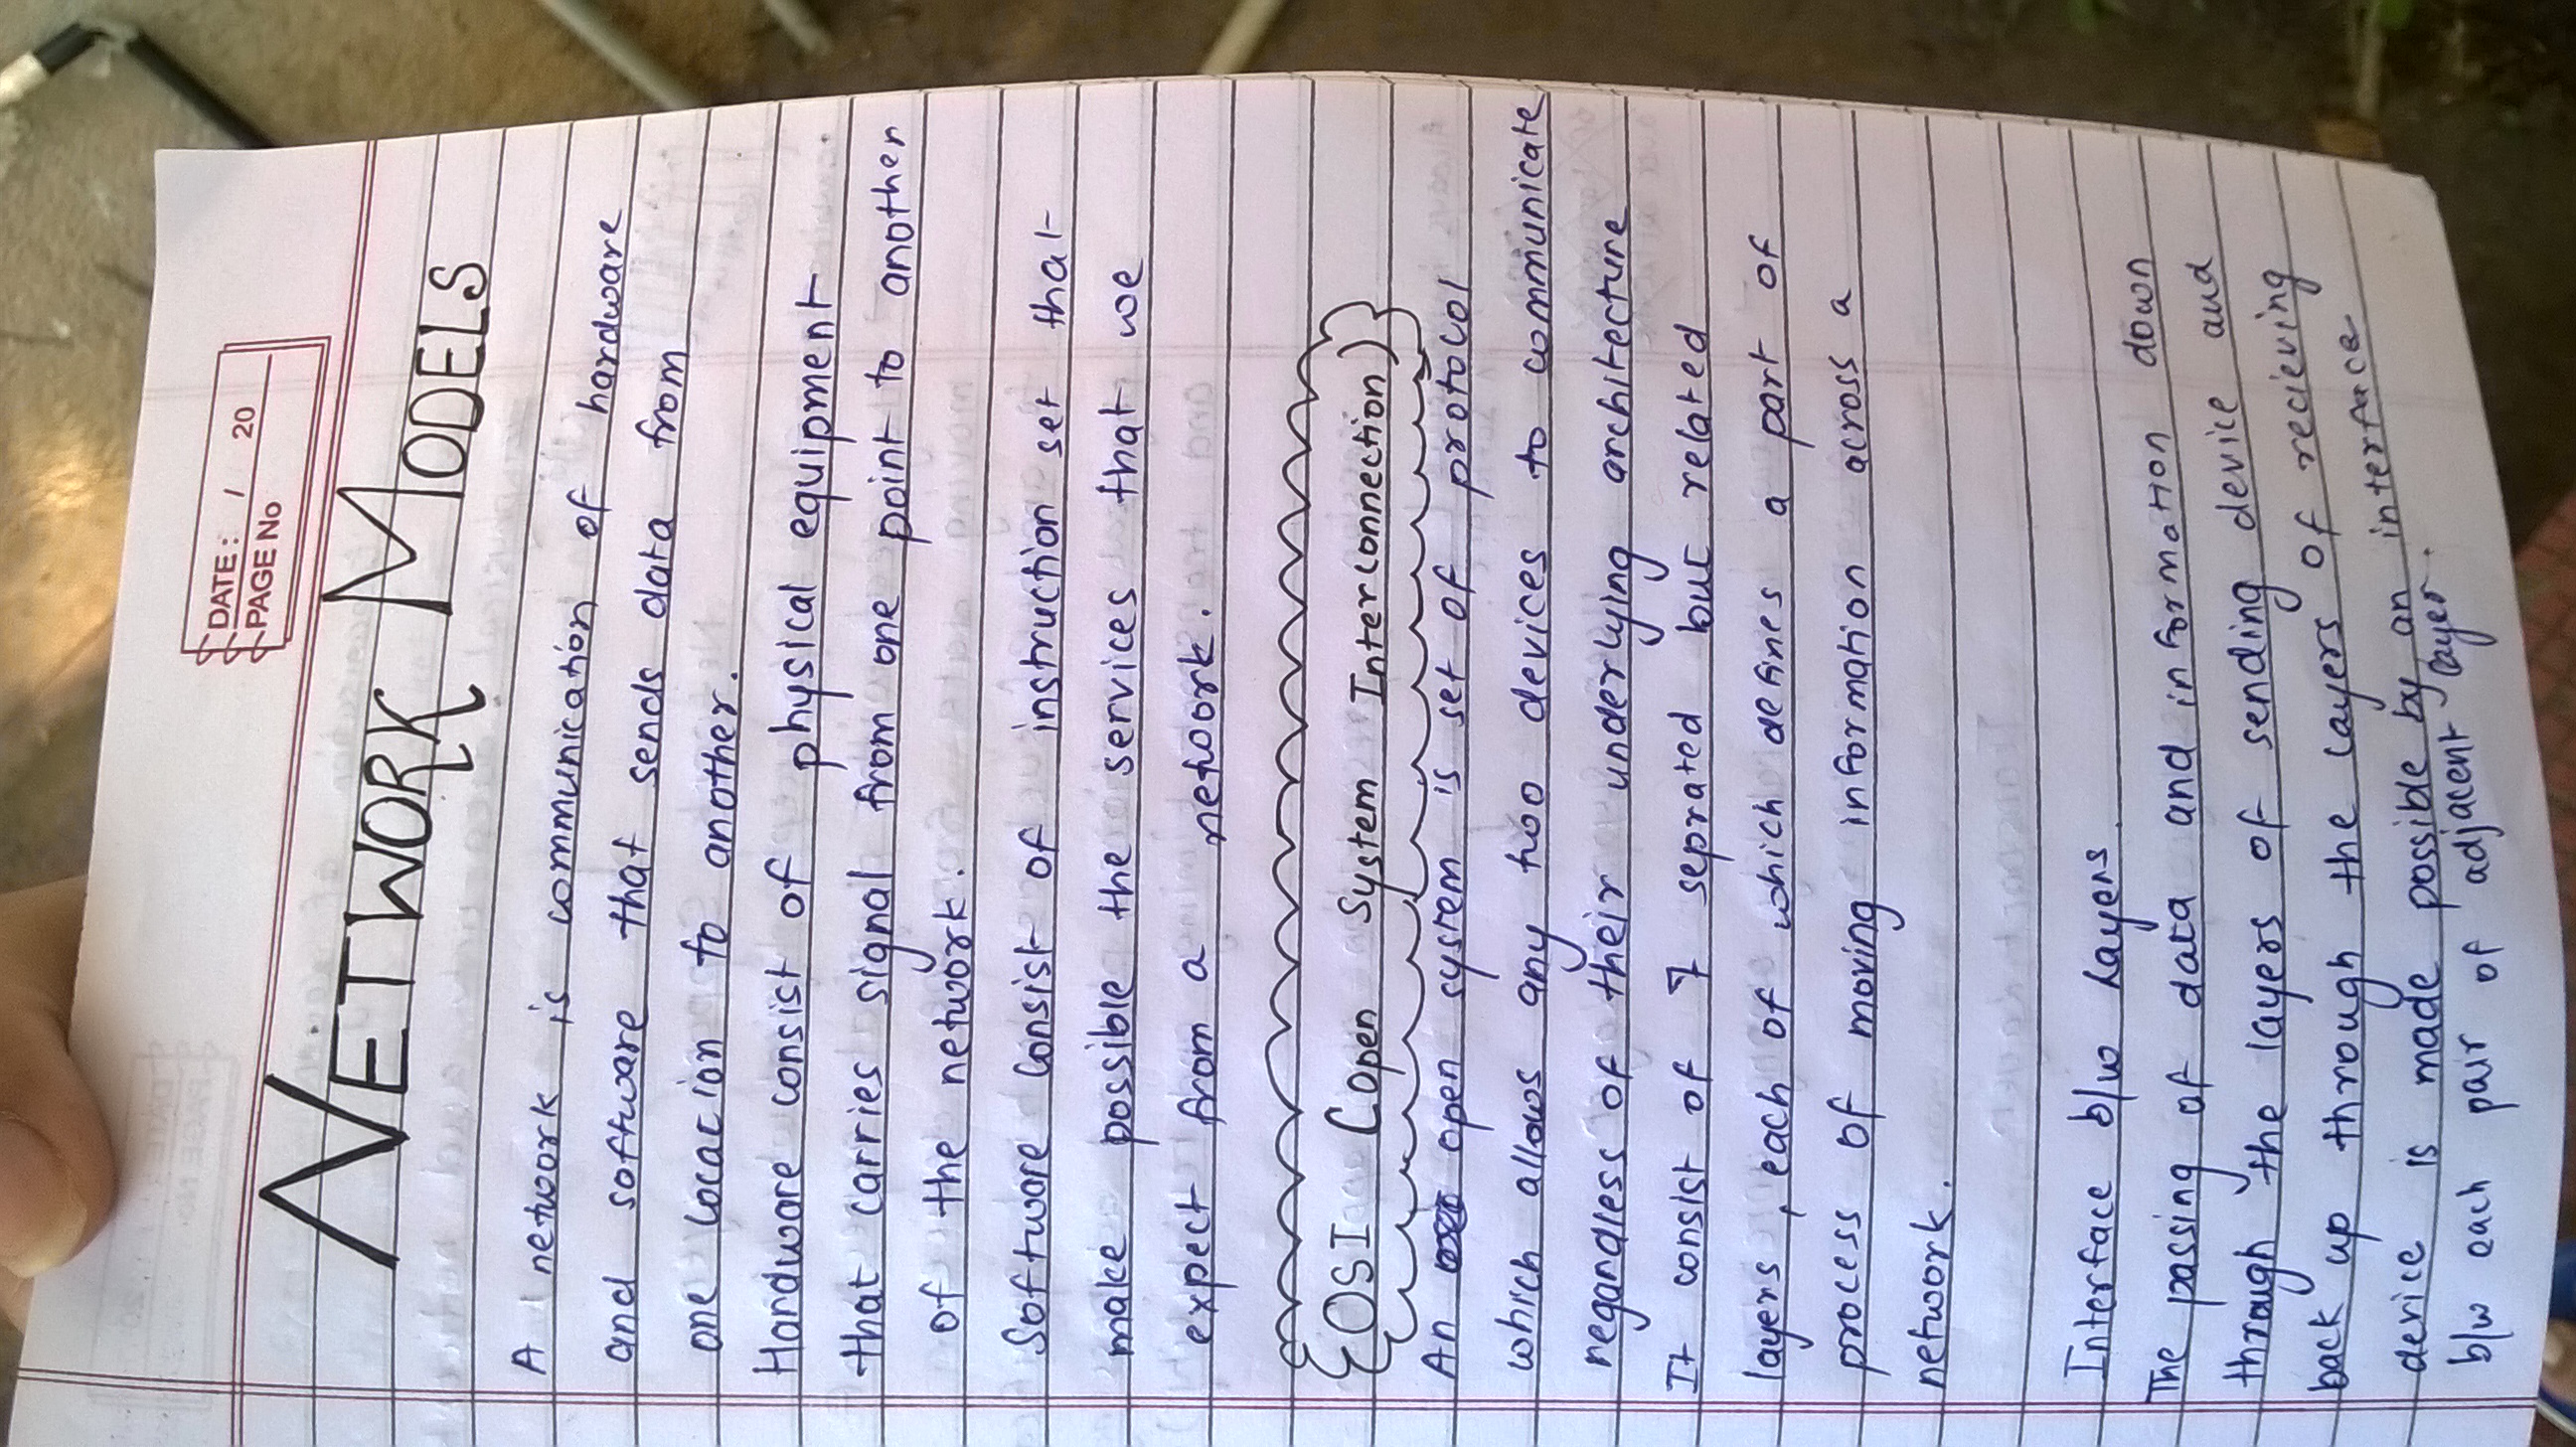 DATE: / 20
PAGE No
NETWORK MODELS
A network is communication of hardware
and software that sends data from
one location to another.
Hardware consist of physical equipment
that carries signal from one point to another
of the network.
Software consist of instruction set that
make possible the services that we
expect from a network.
OSI (open System Interconnection)
An open system is set of protocol
which allows any two devices to communicate
regardless of their underlying architecture
It consist of 7 seprated but related
layers, each of which defines a part of
process of moving information across a
network.
Interface b/w Layers.
The passing of data and information down
through the layers of sending device and
back up through the layers of recieving
device is made possible by an interface
b/w each pair of adjacent layer.